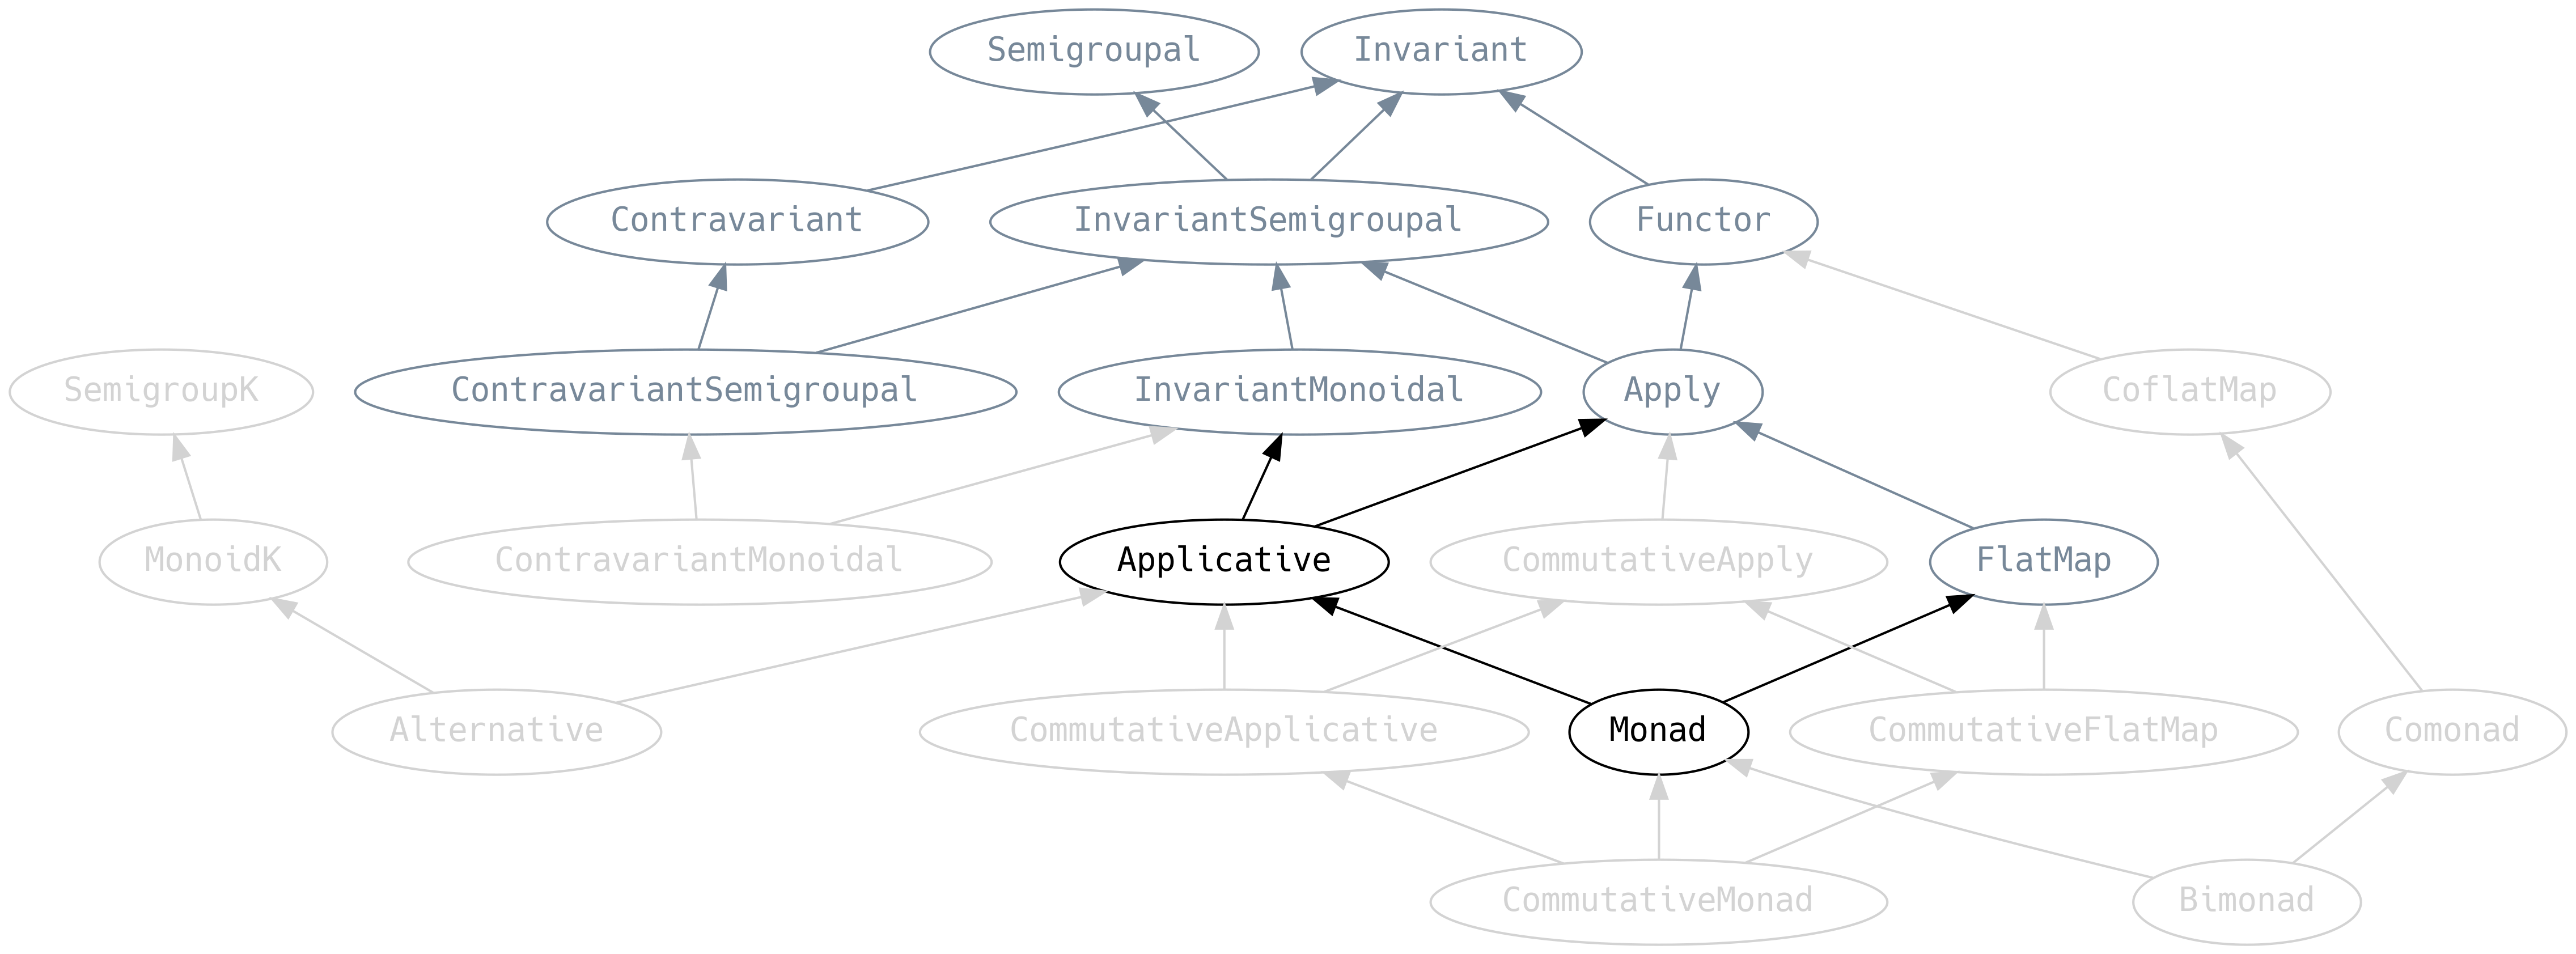 Semigroupal
Invariant
Contravariant
InvariantSemigroupal
Functor
SemigroupK
ContravariantSemigroupal
InvariantMonoidal
Apply
CoflatMap
MonoidK
ContravariantMonoidal
Applicative
CommutativeApply
FlatMap
Alternative
CommutativeApplicative
Monad
CommutativeFlatMap
Comonad
CommutativeMonad
Bimonad